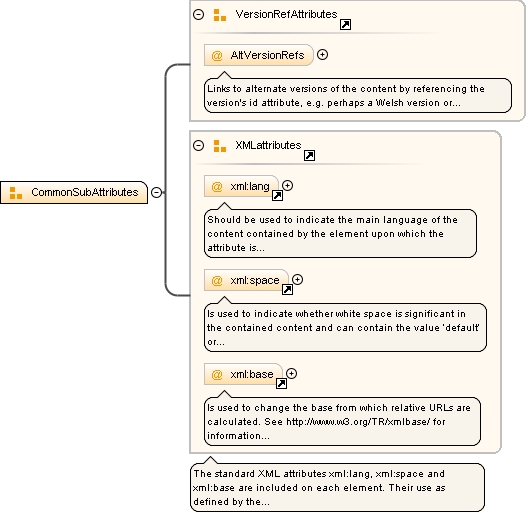 VersionRefAttributes
@ AltVersionRefs
Links to alternate versions of the content by referencing the
version's id attribute, e.g. perhaps a Welsh version or...
XMLattributes
@ xml:lang
Should be used to indicate the main language of the
content contained by the element upon which the
attribute is...
CommonSubAttributes
@ xml:space
Is used to indicate whether white space is significant in
the contained content and can contain the value 'default'
or...
@ xml:base
Is used to change the base from which relative URLs are
calculated. See http://www.w3.org/TR/xmlbase/ for
information...
The standard XML attributes xml:lang, xml:space and
xml:base are included on each element. Their use as
defined by the...